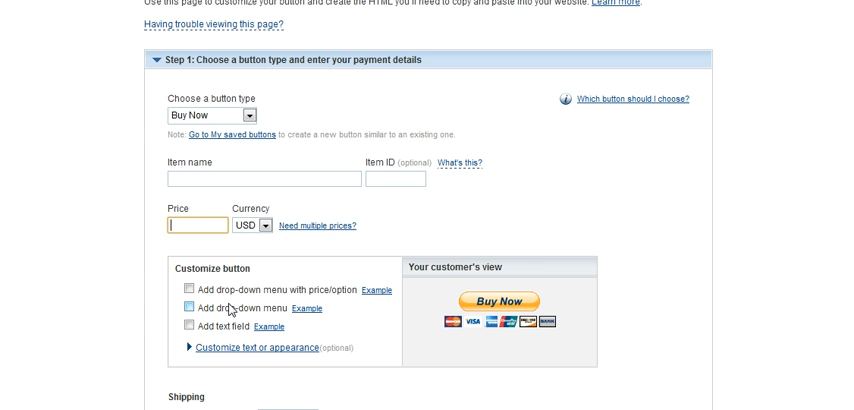 Use this page to customize your button and create the HTML you'll need to copy and paste into your website. Learn more.
Having trouble viewing this page?
Step 1: Choose a button type and enter your payment details
Choose a button type
Buy Now
Which button should I choose?
Note: Go to My saved buttons to create a new button similar to an existing one.
Item name Item ID (optional) What's this?
Price Currency
USD Need multiple prices?
Customize button Your customer's view
Add drop-down menu with price/option Example
Add drop-down menu Example
Add text field Example
Customize text or appearance (optional)
Buy Now
VISA
Shipping